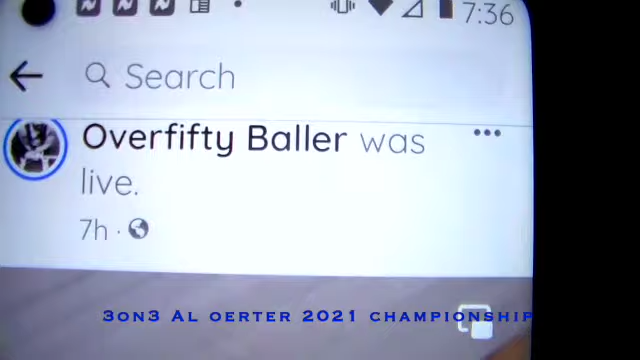 7:36
Search
Overfifty Baller was
live.
7h ·
3on3 Al oerter 2021 championship